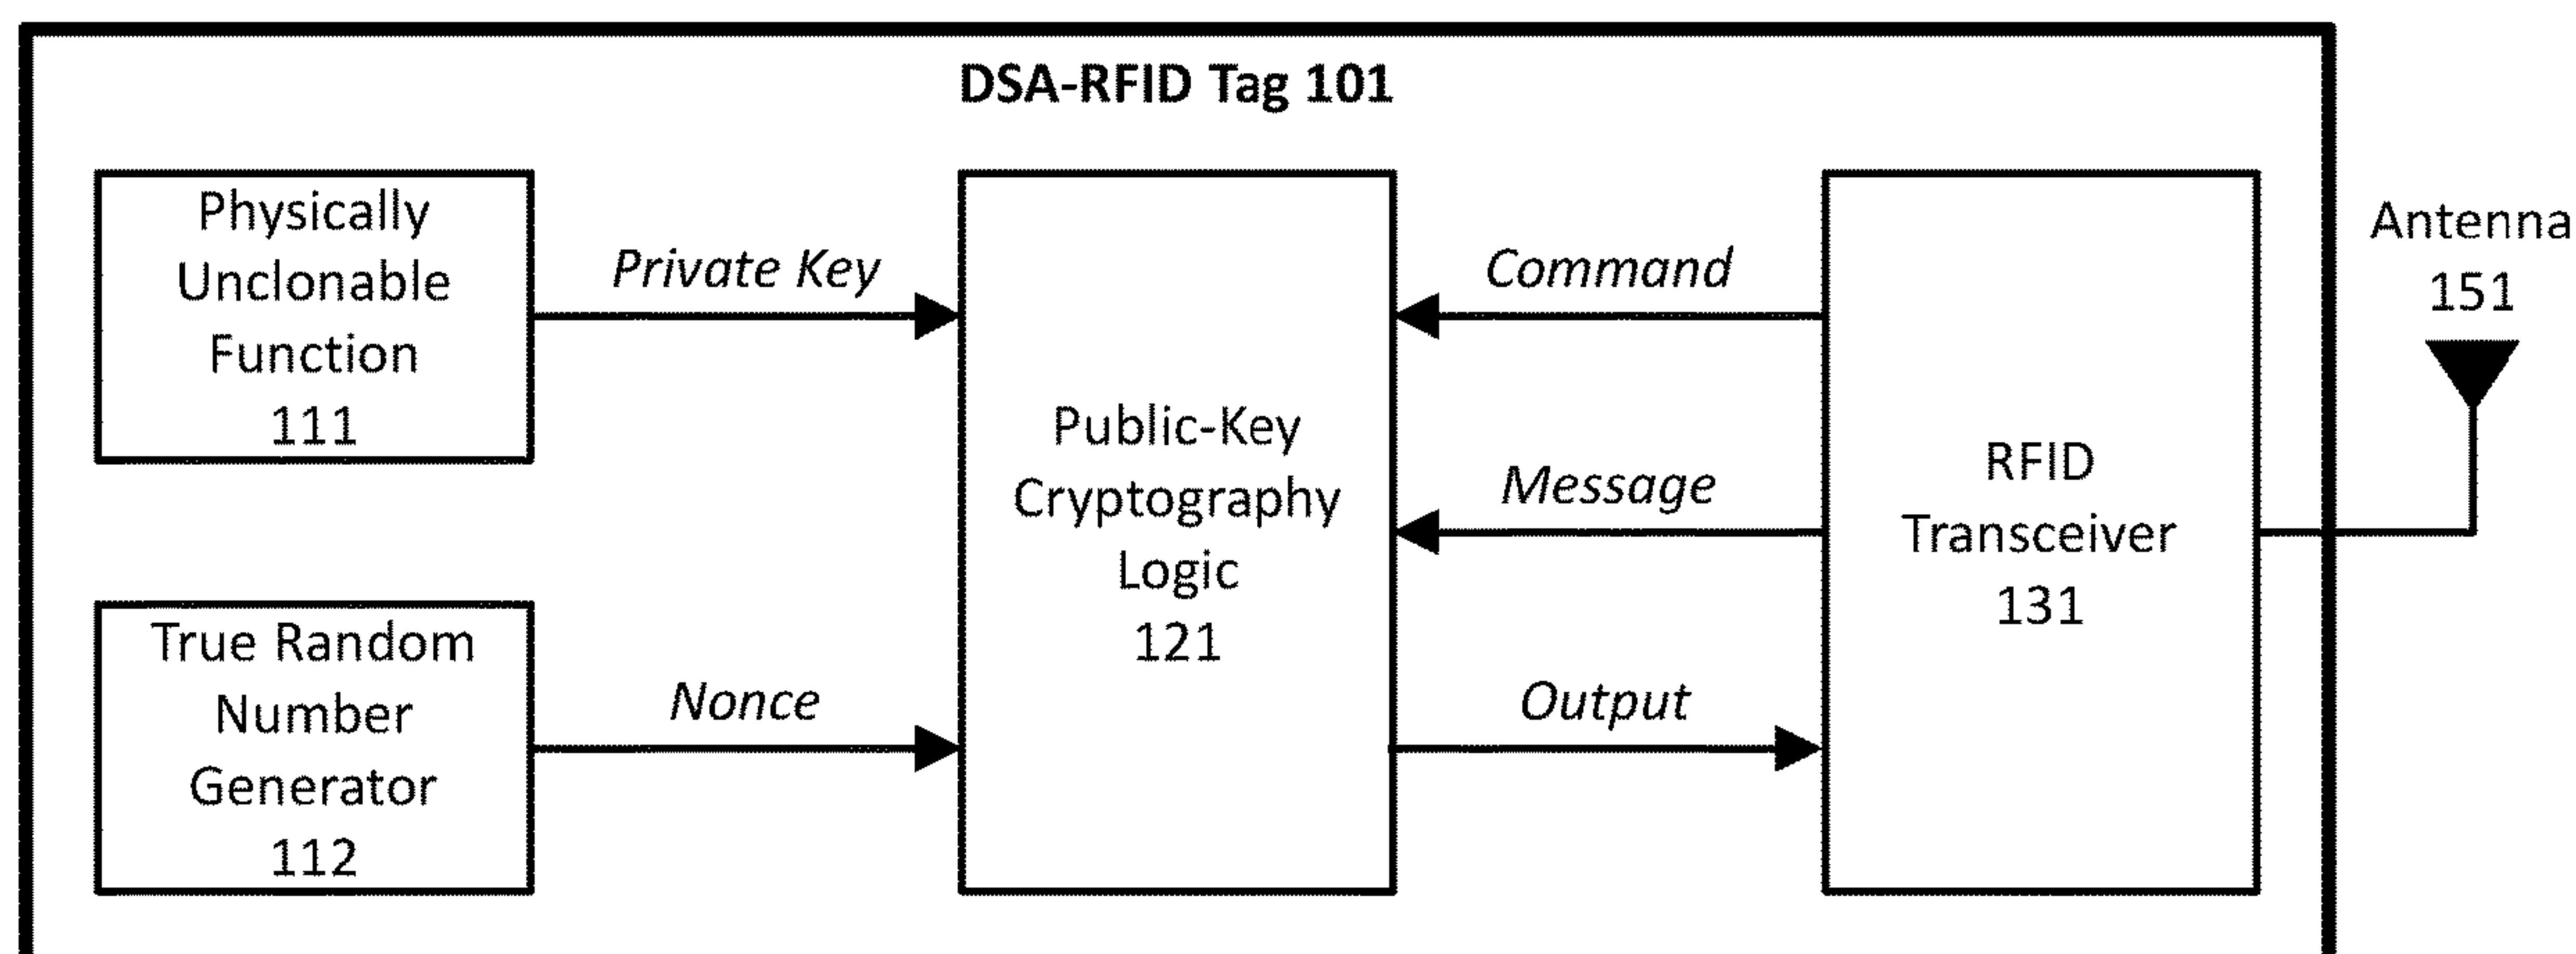 DSA-RFID Tag 101
Physically
Unclonable
Function
111
Private Key
True Random
Number
Generator
112
Nonce
Public-Key
Cryptography
Logic
121
Command
Message
Output
RFID
Transceiver
131
Antenna
151